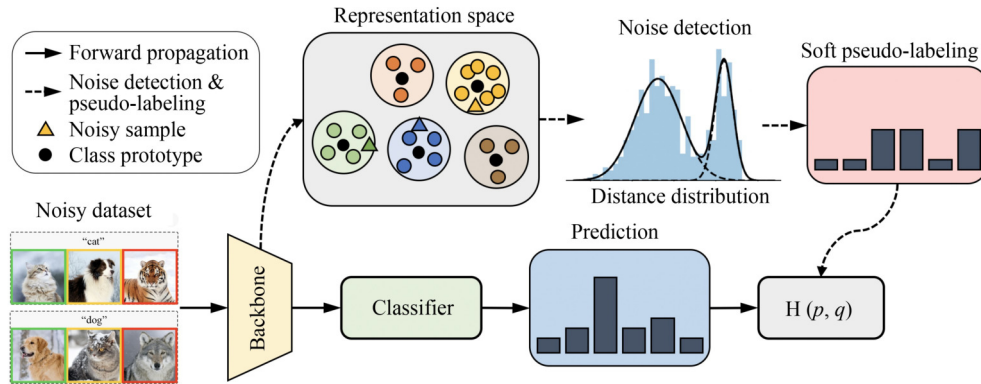 Representation space
Noise detection
Soft pseudo-labeling
Forward propagation
Noise detection &
pseudo-labeling
Noisy sample
Class prototype
Distance distribution
Noisy dataset
"cat"
"dog"
Backbone
Classifier
Prediction
H (p, q)